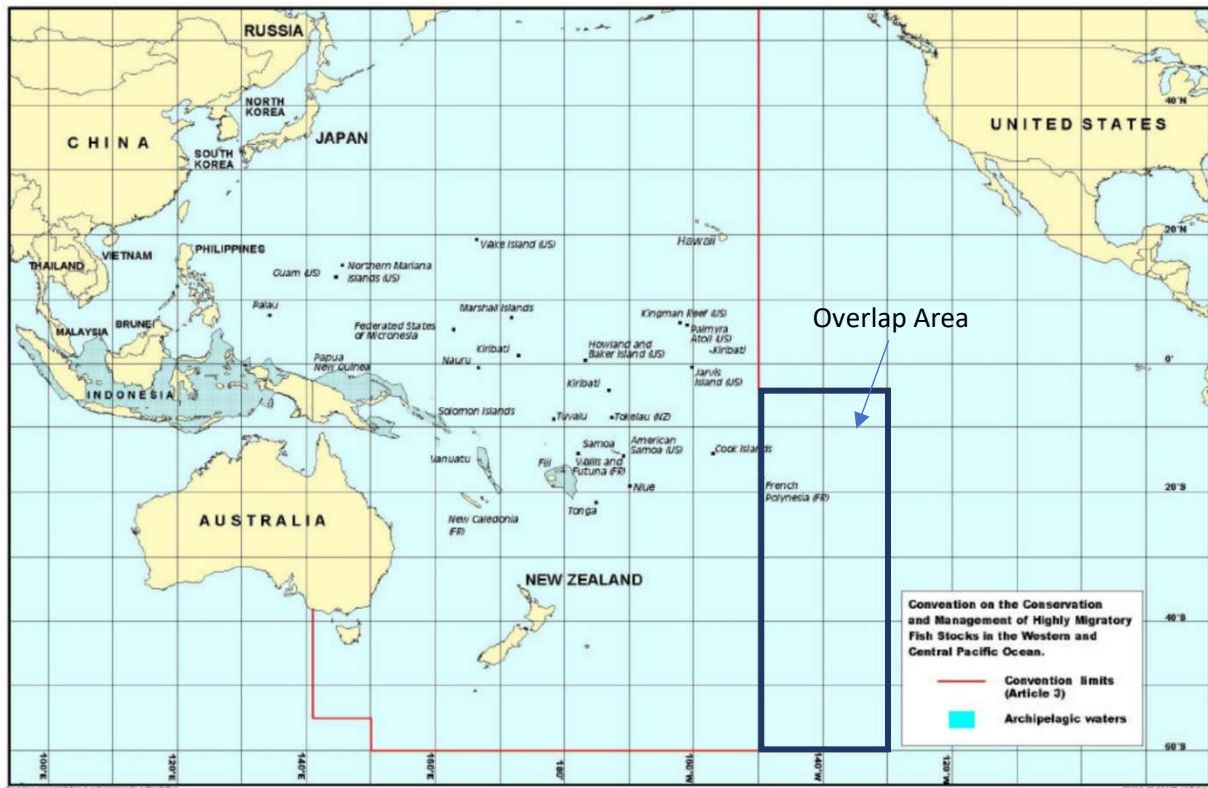 RUSSIA
NORTH
KOREA
CHINA
JAPAN
SOUTH
KOREA
UNITED STATES
40°N
20°N
0°
20°S
40°S
60°S
Hawaii
Wake Island (US)
PHILIPPINES
VIETNAM
THAILAND
Northern Mariana
Islands (US)
Guam (US)
Palau
Marshall Islands
Kingman Reef (US)
Palmyra
Atoll (US)
Kiribati
Overlap Area
BRUNEI
MALAYSIA
Federated States
of Micronesia
Kiribati
Howland and
Baker Island (US)
Papua
New Guinea
Nauru
Jarvis
Island (US)
INDONESIA
Kiribati
Solomon Islands
Tuvalu
Tokelau (NZ)
Samoa
American
Samoa (US)
Wallis and
Futuna (FR)
Cook Islands
Vanuatu
Fiji
Niue
French
Polynesia (FR)
Tonga
AUSTRALIA
New Caledonia
(FR)
NEW ZEALAND
Convention on the Conservation
and Management of Highly Migratory
Fish Stocks in the Western and
Central Pacific Ocean.
Convention limits
(Article 3)
Archipelagic waters
100°E
120°E
140°E
160°E
180°
160°W
140°W
120°W